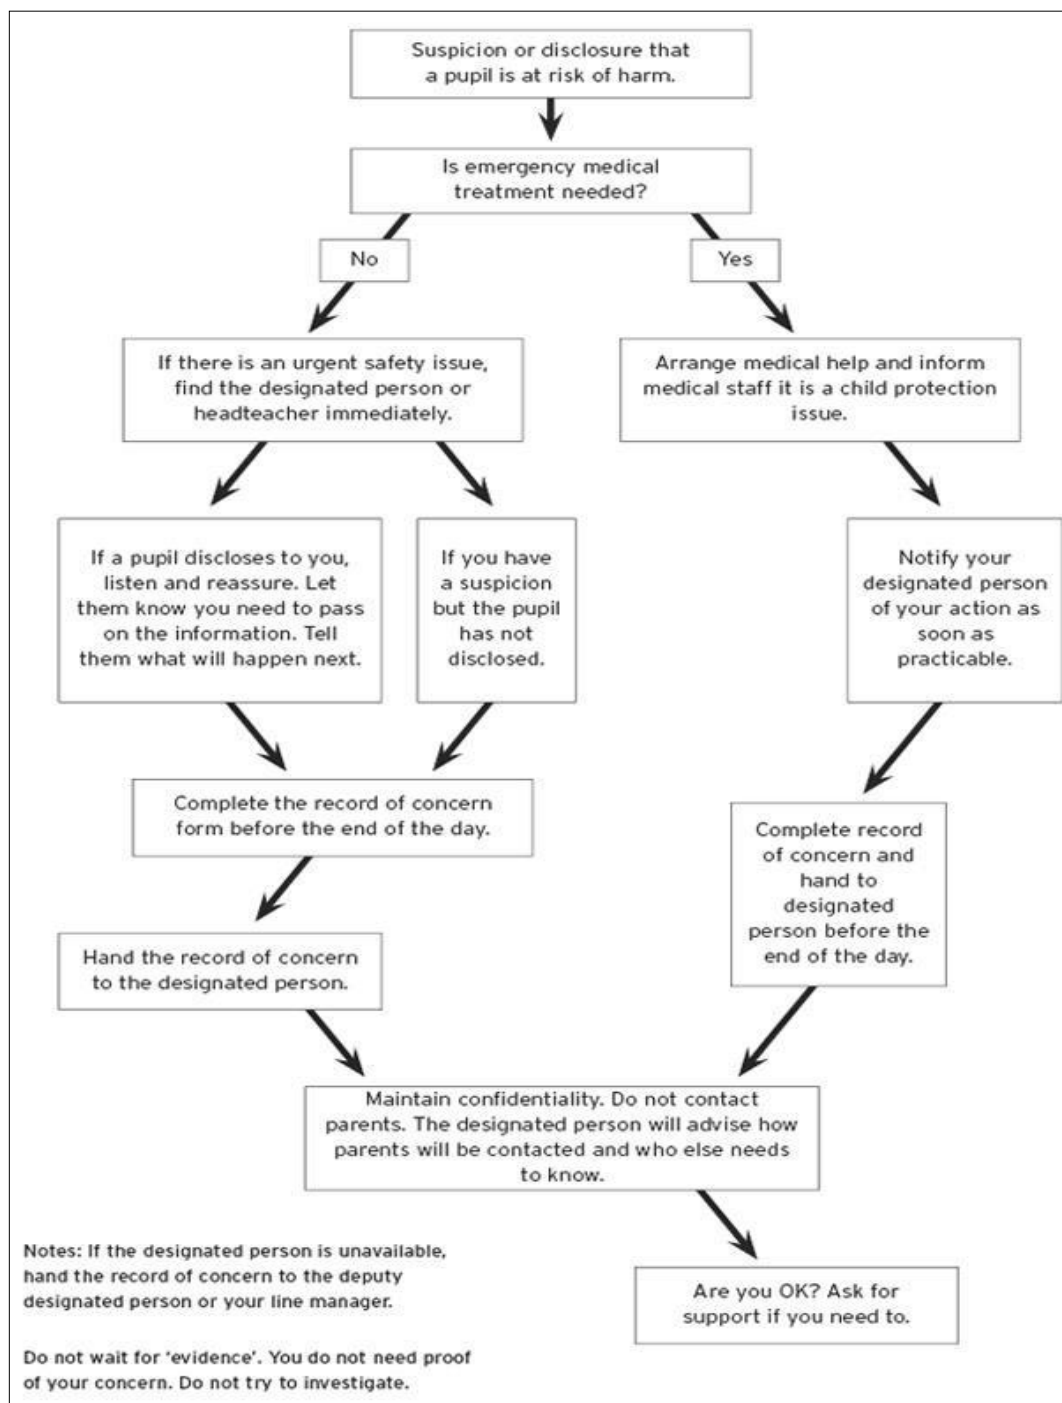 Suspicion or disclosure that
a pupil is at risk of harm.
Is emergency medical
treatment needed?
No
Yes
If there is an urgent safety issue,
find the designated person or
headteacher immediately.
Arrange medical help and inform
medical staff it is a child protection
issue.
If a pupil discloses to you,
listen and reassure. Let
them know you need to pass
on the information. Tell
them what will happen next.
If you have
a suspicion
but the pupil
has not
disclosed.
Notify your
designated person
of your action as
soon as
practicable.
Complete the record of concern
form before the end of the day.
Complete record
of concern and
hand to
designated
person before the
end of the day.
Hand the record of concern
to the designated person.
Maintain confidentiality. Do not contact
parents. The designated person will advise how
parents will be contacted and who else needs
to know.
Notes: If the designated person is unavailable,
hand the record of concern to the deputy
designated person or your line manager.
Do not wait for ‘evidence’. You do not need proof
of your concern. Do not try to investigate.
Are you OK? Ask for
support if you need to.